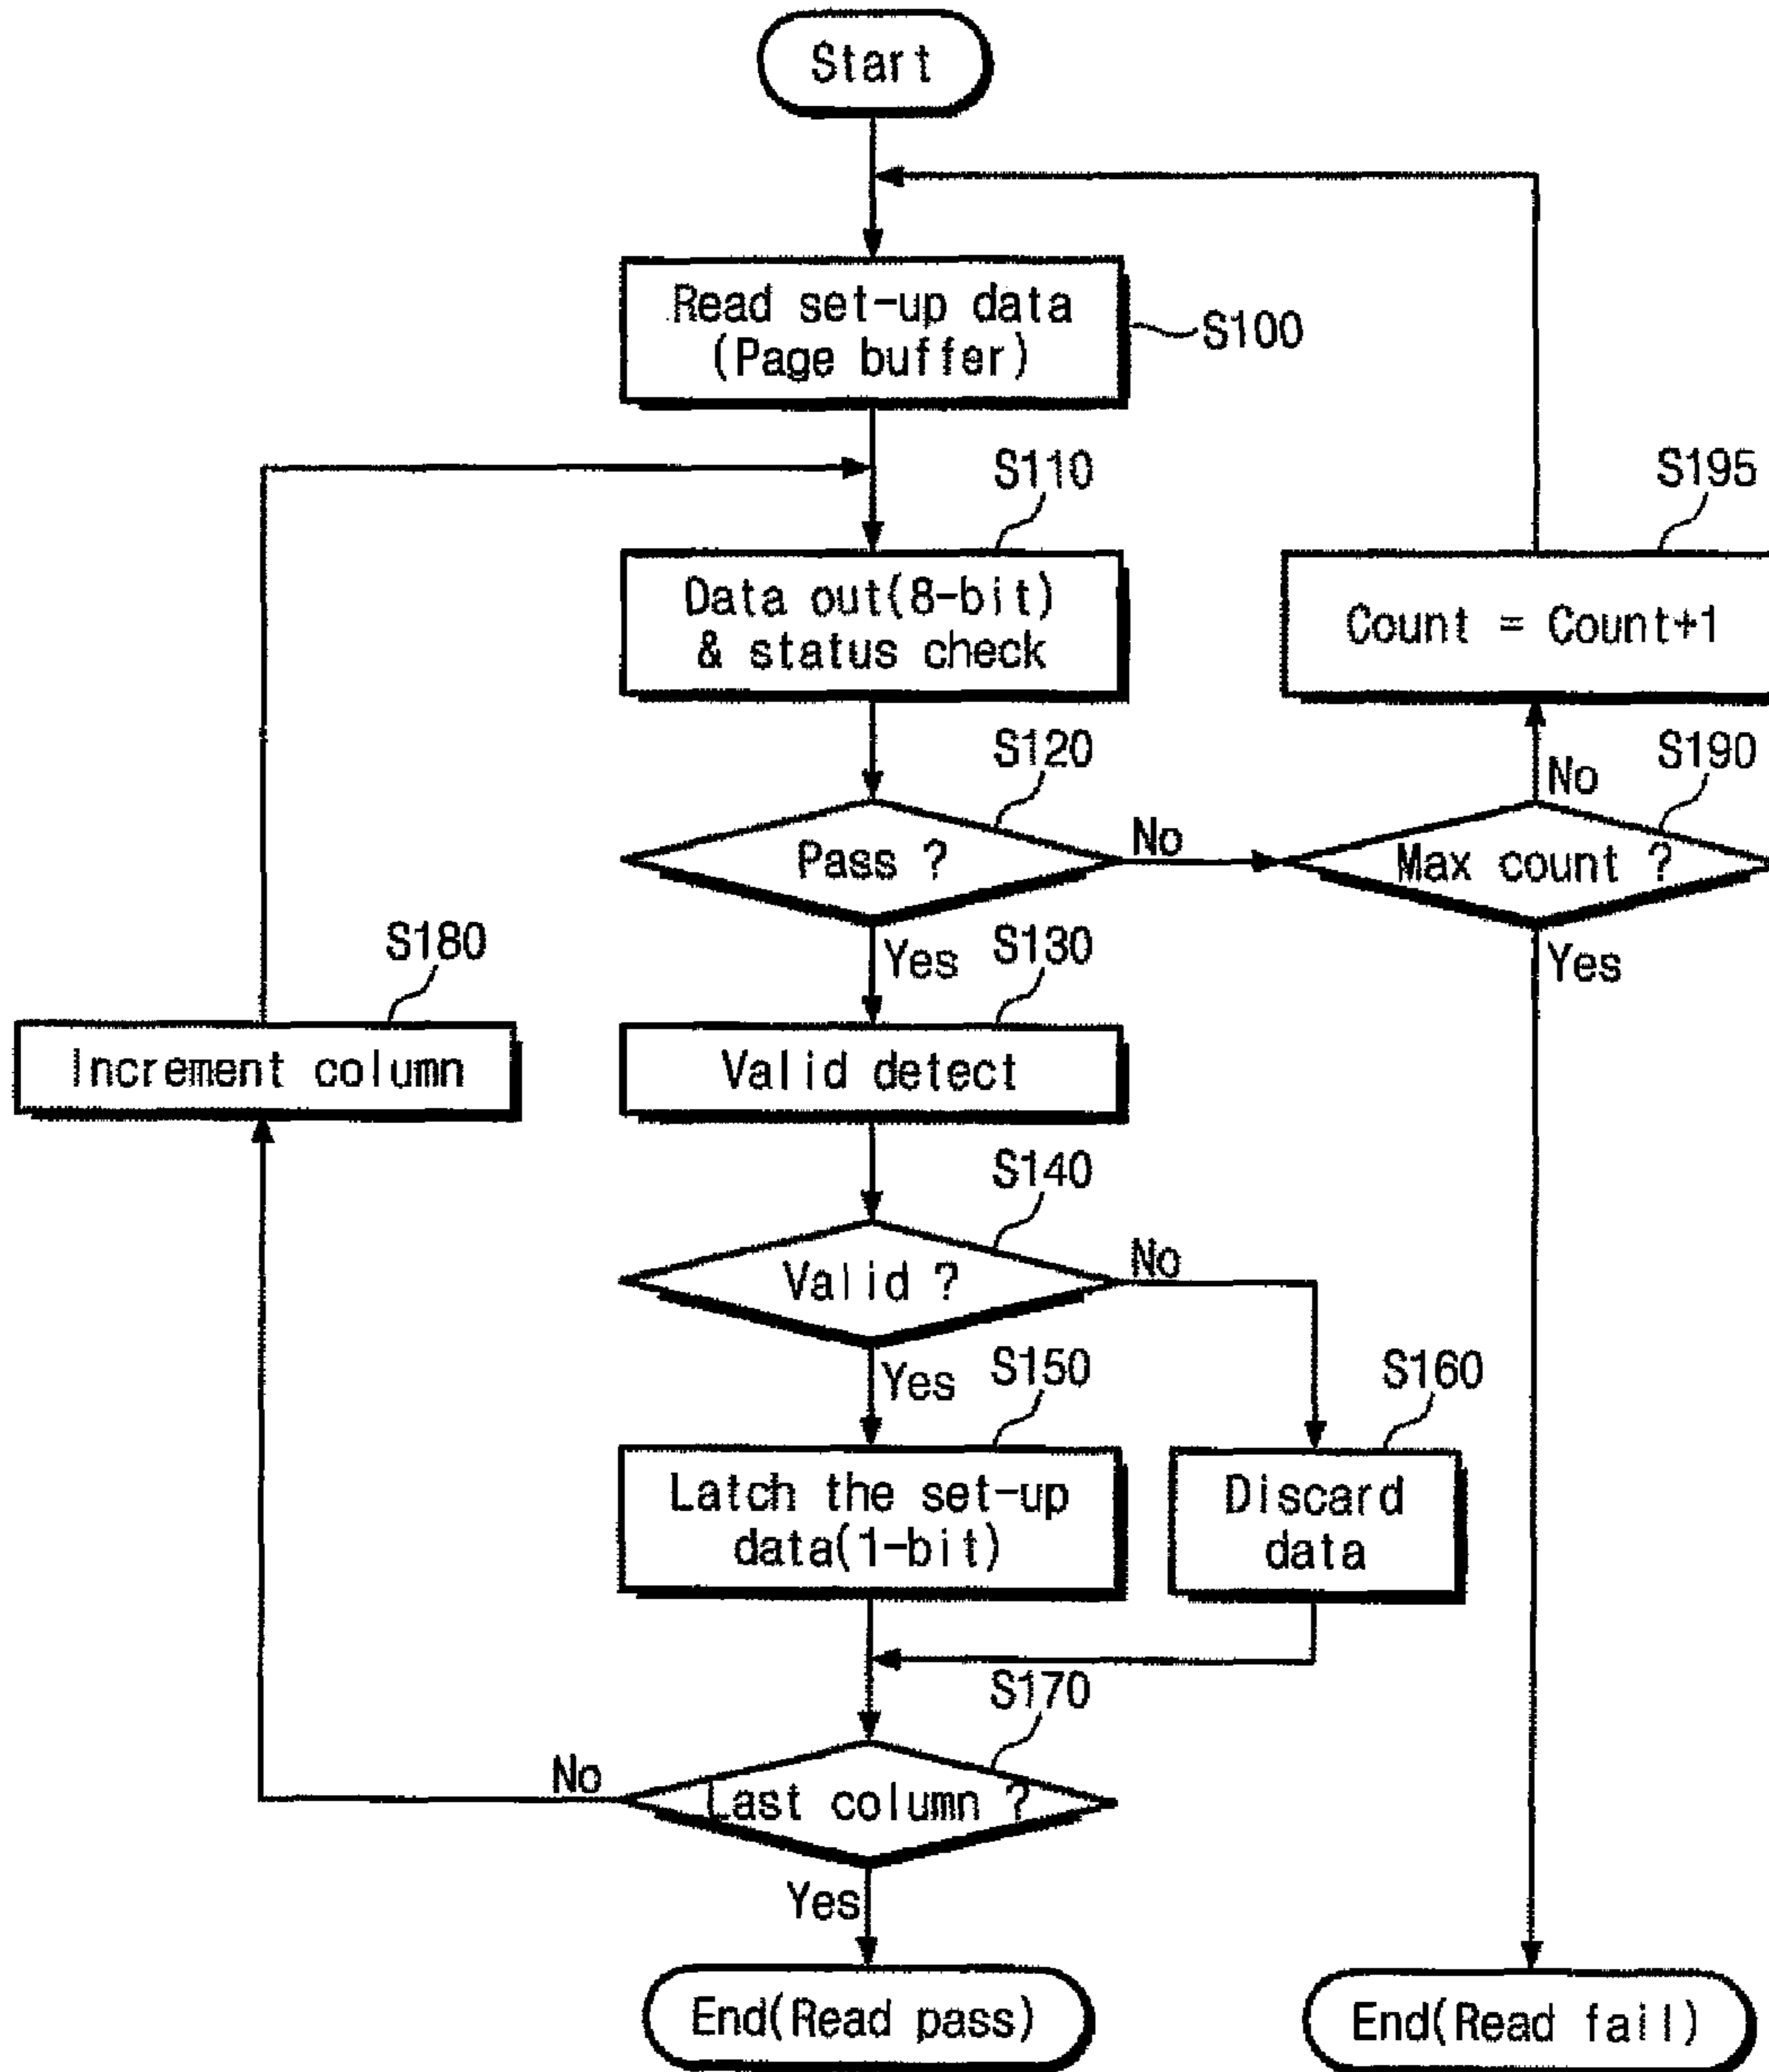 Start
Read set-up data
(Page buffer)
S100
S110
Data out(8-bit)
& status check
S195
Count = Count+1
S120
Pass ?
No
S190
No
Max count ?
Yes
Yes
S130
Valid detect
S180
Increment column
S140
Valid ?
No
Yes
S150
Latch the set-up
data(1-bit)
S160
Discard
data
S170
Last column ?
No
Yes
End(Read pass)
End(Read fail)